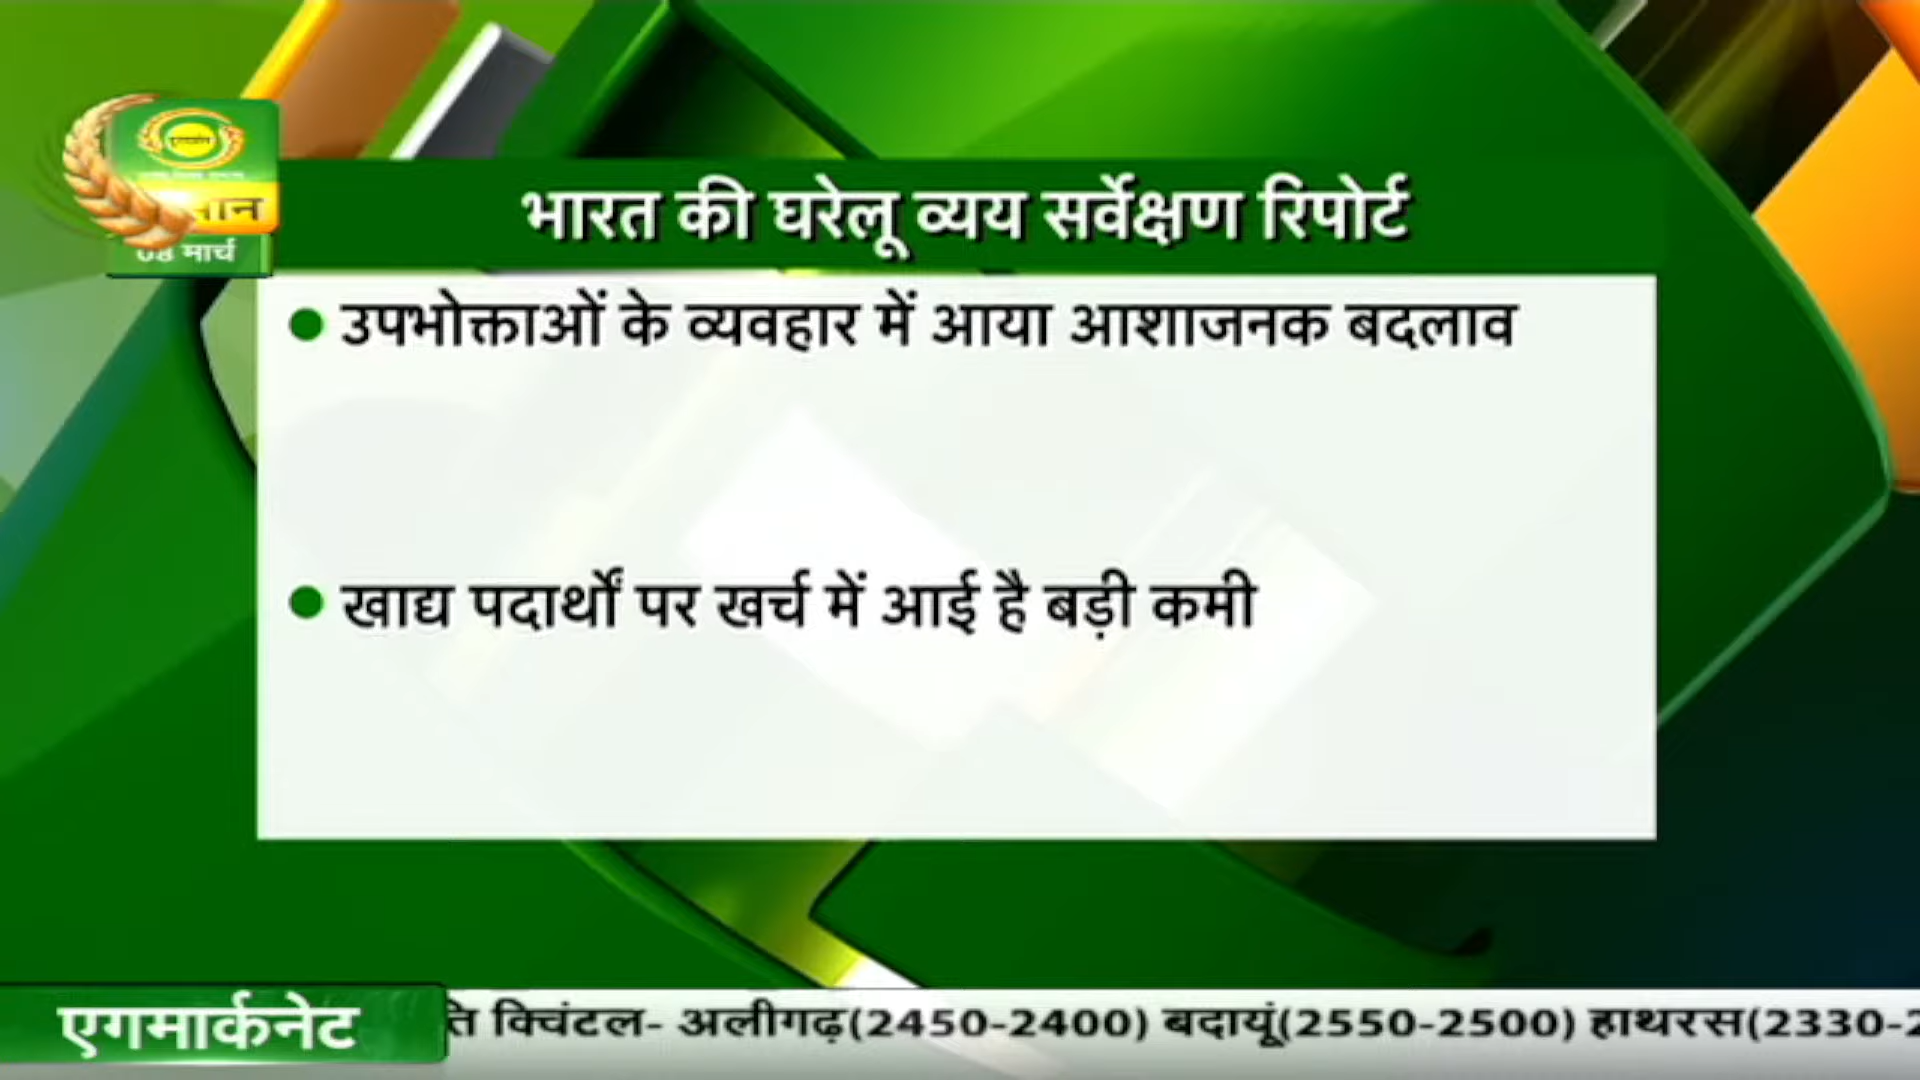 08 मार्च
भारत की घरेलू व्यय सर्वेक्षण रिपोर्ट
उपभोक्ताओं के व्यवहार में आया आशाजनक बदलाव
खाद्य पदार्थों पर खर्च में आई है बड़ी कमी
एगमार्कनेट
क्विंटल- अलीगढ़(2450-2400) बदायूं(2550-2500) हाथरस(2330-